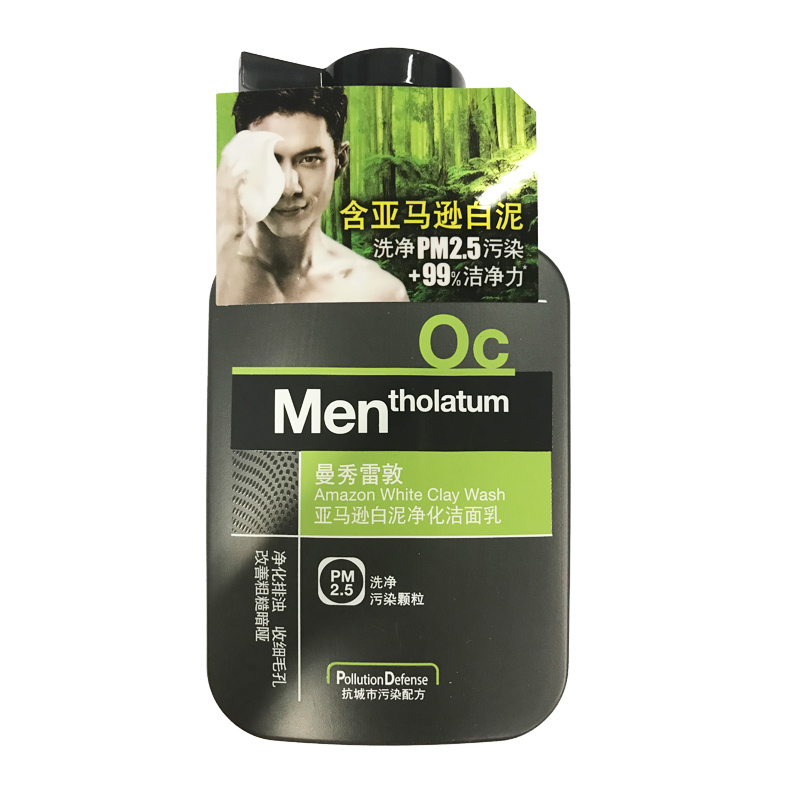 含亚马逊白泥
洗净PM2.5污染
+99%洁净力*
Oc
Mentholatum
曼秀雷敦
Amazon White Clay Wash
亚马逊白泥净化洁面乳
净化排浊 收细毛孔
改善粗糙暗哑
PM
2.5
洗净
污染颗粒
Pollution Defense
抗城市污染配方